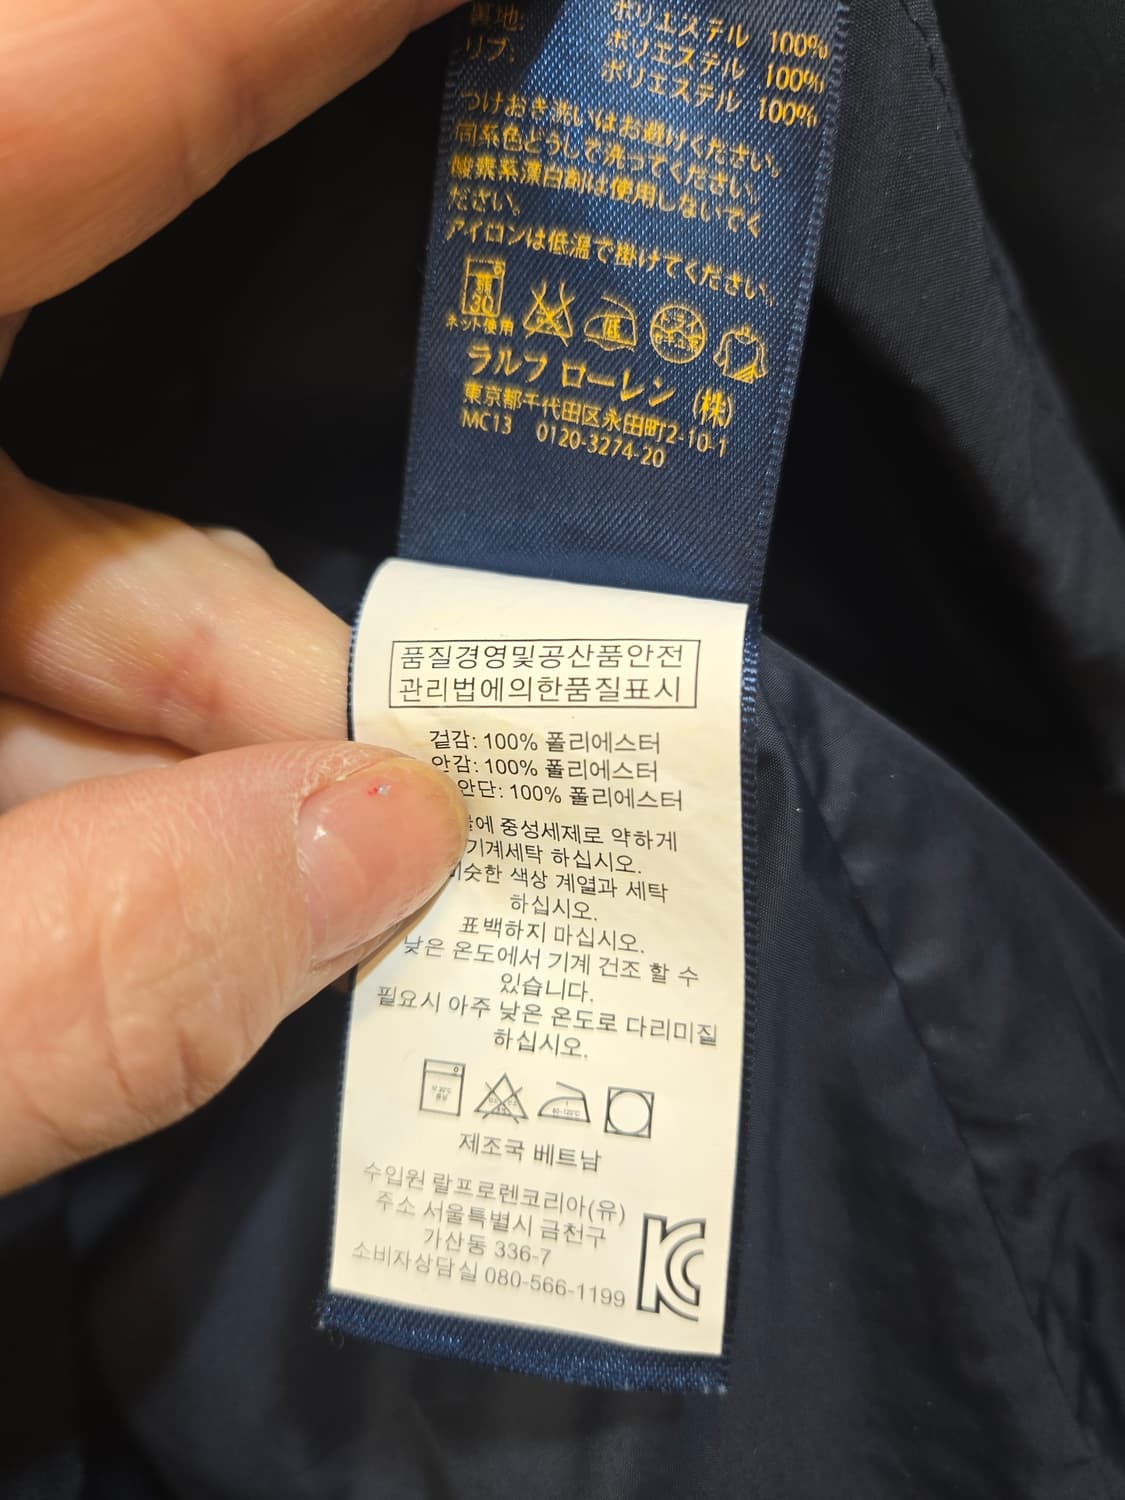 裏地: ポリエステル 100%
リブ: ポリエステル 100%
ポリエステル 100%
つけおき洗いはお避けください。
同系色どうしで洗ってください。
酸素系漂白剤は使用しないでく
ださい。
アイロンは低温で掛けてください。
弱
30
ネット使用
低
ドライ
ラルフ ローレン (株)
東京都千代田区永田町2-10-1
MC13 0120-3274-20
품질경영및공산품안전
관리법에의한품질표시
겉감: 100% 폴리에스터
안감: 100% 폴리에스터
안단: 100% 폴리에스터
중성세제로 약하게
기계세탁 하십시오.
비슷한 색상 계열과 세탁
하십시오.
표백하지 마십시오.
낮은 온도에서 기계 건조 할 수
있습니다.
필요시 아주 낮은 온도로 다리미질
하십시오.
80-120℃
제조국 베트남
수입원 랄프로렌코리아(유)
주소 서울특별시 금천구
가산동 336-7
소비자상담실 080-566-1199